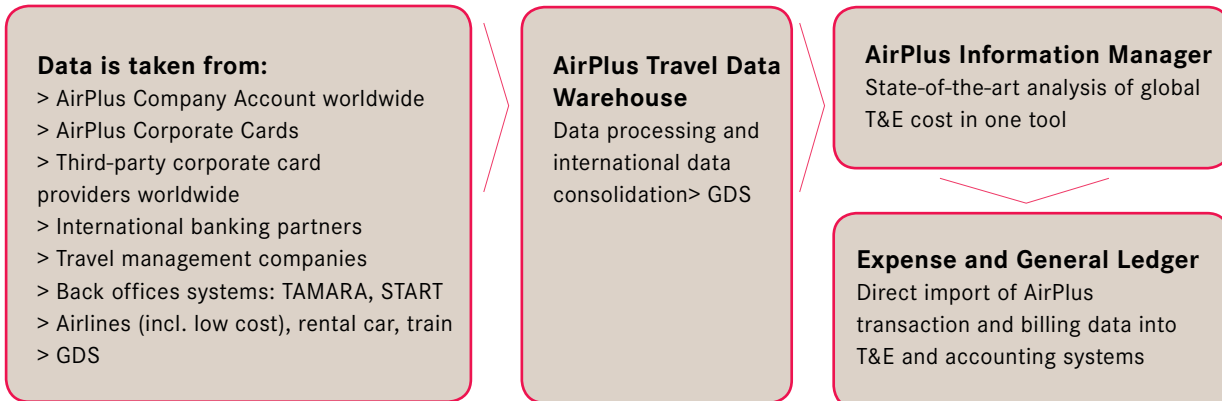 Data is taken from:
> AirPlus Company Account worldwide
> AirPlus Corporate Cards
> Third-party corporate card
providers worldwide
> International banking partners
> Travel management companies
> Back offices systems: TAMARA, START
> Airlines (incl. low cost), rental car, train
> GDS
AirPlus Travel Data
Warehouse
Data processing and
international data
consolidation> GDS
AirPlus Information Manager
State-of-the-art analysis of global
T&E cost in one tool
Expense and General Ledger
Direct import of AirPlus
transaction and billing data into
T&E and accounting systems